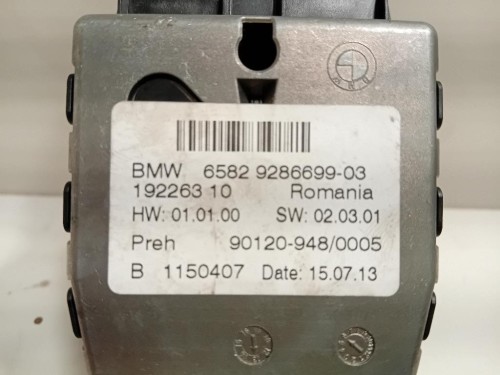 BMW 6582 9286699-03
192263 10 Romania
HW: 01.01.00 SW: 02.03.01
Preh 90120-948/0005
B 1150407 Date: 15.07.13